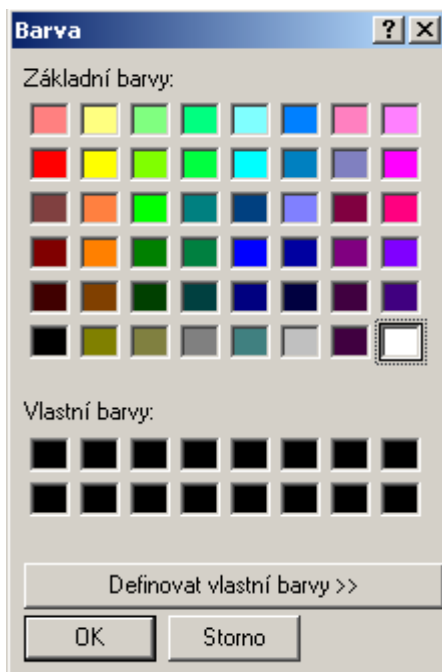 Barva
Základní barvy:
Vlastní barvy:
Definovat vlastní barvy >>
OK Storno